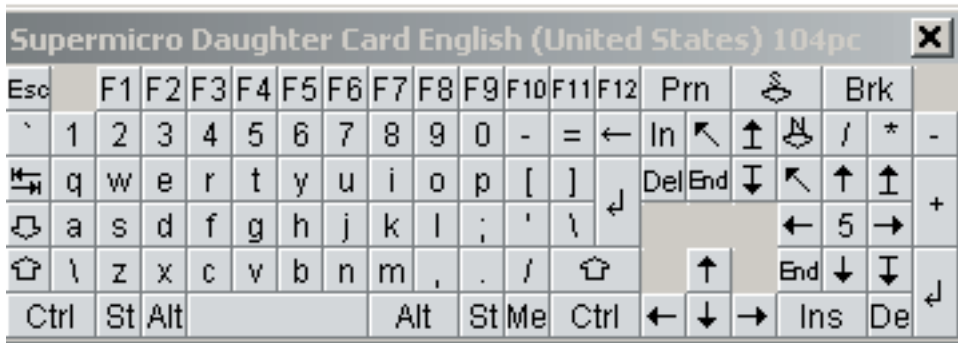 Supermicro Daughter Card English (United States) 104pc
Esc F1 F2 F3 F4 F5 F6 F7 F8 F9 F10 F11 F12 Prn S Brk
` 1 2 3 4 5 6 7 8 9 0 - = ← In ↖ ↥ N / * -
↹ q w e r t y u i o p [ ] ↲ Del End ↧ ↖ ↑ ↥ +
⇩ a s d f g h j k l ; ' \ ← 5 →
⇧ \ z x c v b n m , . / ⇧ ↑ End ↓ ↧ ↲
Ctrl St Alt Alt St Me Ctrl ← ↓ → Ins De